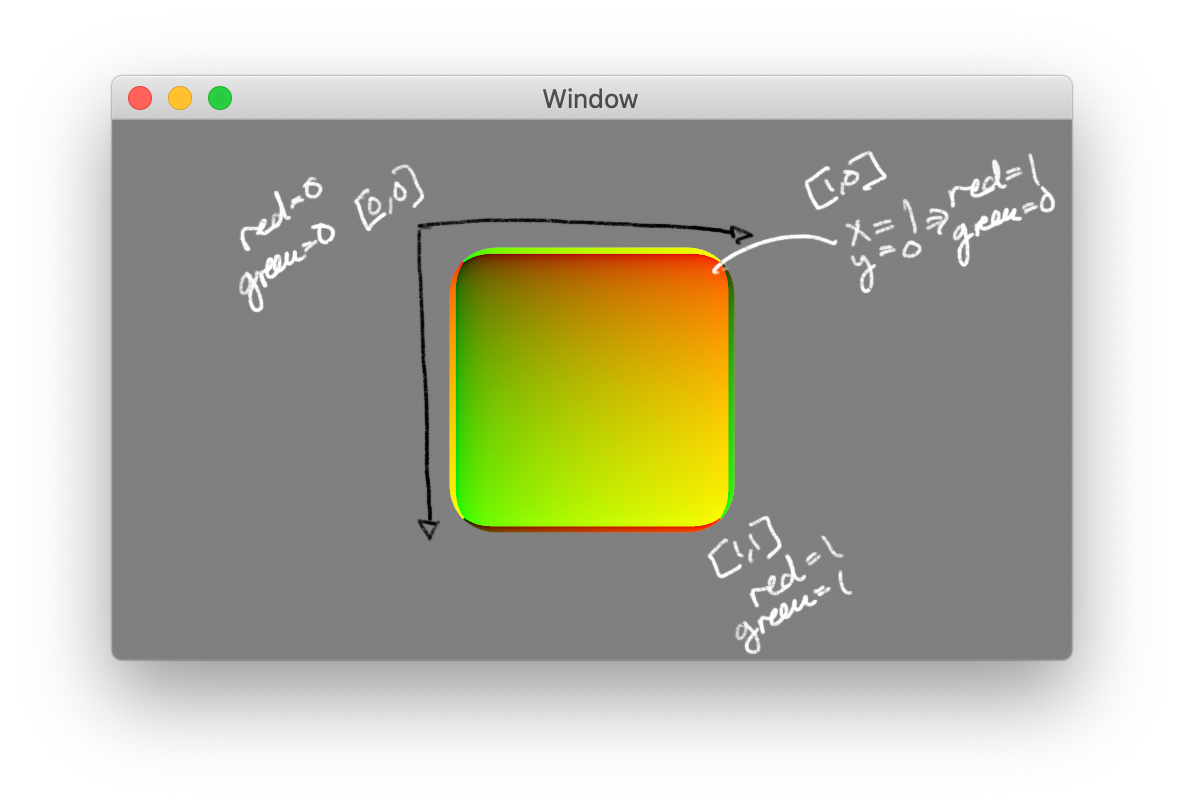 Window
red=0
green=0
[0,0]
[1,0]
x=1 ⇒ red=1
y=0 green=0
[1,1]
red=1
green=1